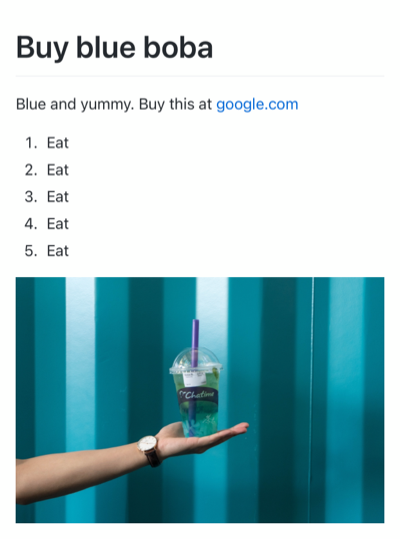 Buy blue boba
Blue and yummy. Buy this at google.com
1. Eat
2. Eat
3. Eat
4. Eat
5. Eat
Chatime